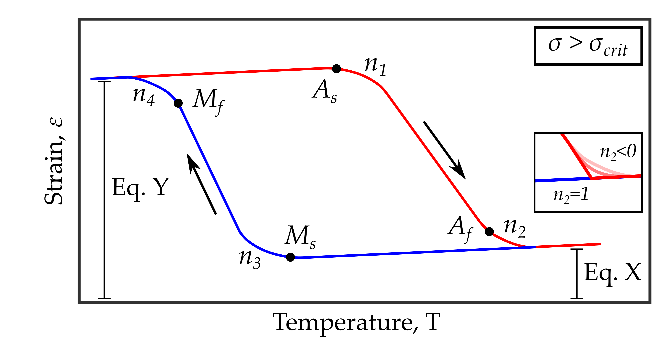 σ > σ_crit
n_1
A_s
n_4
M_f
n_2<0
n_2=1
Strain, ε
Eq. Y
A_f
n_2
M_s
n_3
Eq. X
Temperature, T